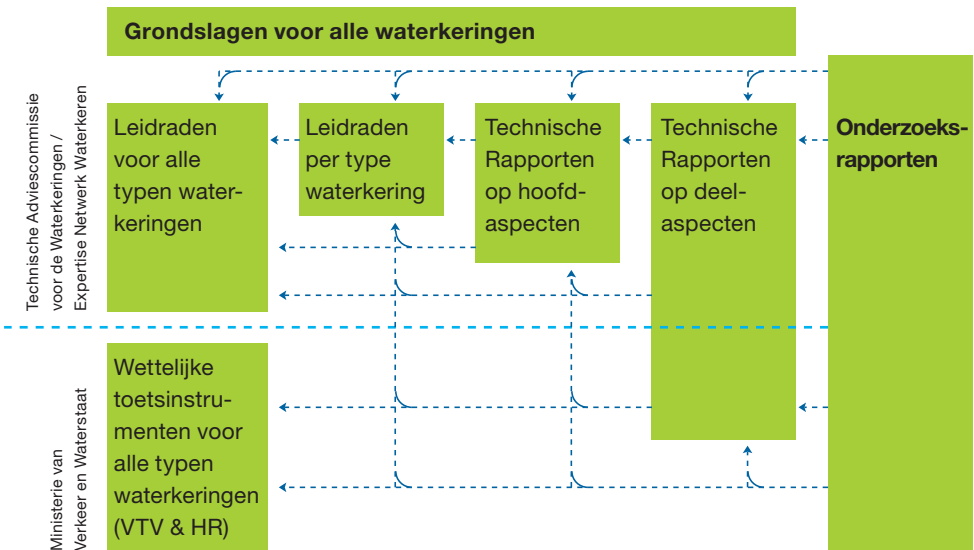 Grondslagen voor alle waterkeringen
Technische Adviescommissie
voor de Waterkeringen /
Expertise Netwerk Waterkeren
Leidraden
voor alle
typen water-
keringen
Leidraden
per type
waterkering
Technische
Rapporten
op hoofd-
aspecten
Technische
Rapporten
op deel-
aspecten
Onderzoeks-
rapporten
Ministerie van
Verkeer en Waterstaat
Wettelijke
toetsinstru-
menten voor
alle typen
waterkeringen
(VTV & HR)